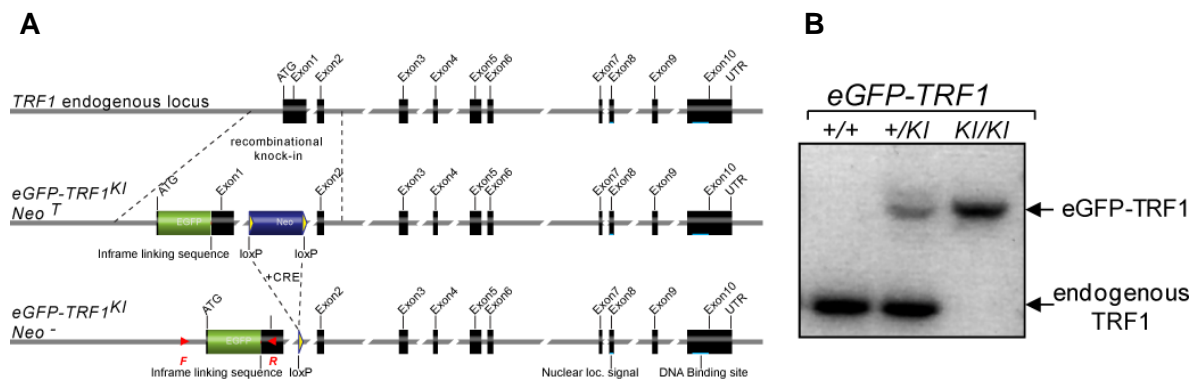 A
ATG
Exon1
Exon2
Exon3
Exon4
Exon5
Exon6
Exon7
Exon8
Exon9
Exon10
UTR
TRF1 endogenous locus
recombinational
knock-in
eGFP-TRF1KI
Neo T
ATG
Exon1
Exon2
Exon3
Exon4
Exon5
Exon6
Exon7
Exon8
Exon9
Exon10
UTR
EGFP
Neo
Inframe linking sequence
loxP
loxP
+CRE
eGFP-TRF1KI
Neo -
ATG
Exon2
Exon3
Exon4
Exon5
Exon6
Exon7
Exon8
Exon9
Exon10
UTR
EGFP
F
R
Inframe linking sequence
loxP
Nuclear loc. signal
DNA Binding site
B
eGFP-TRF1
+/+ +/KI KI/KI
eGFP-TRF1
endogenous
TRF1